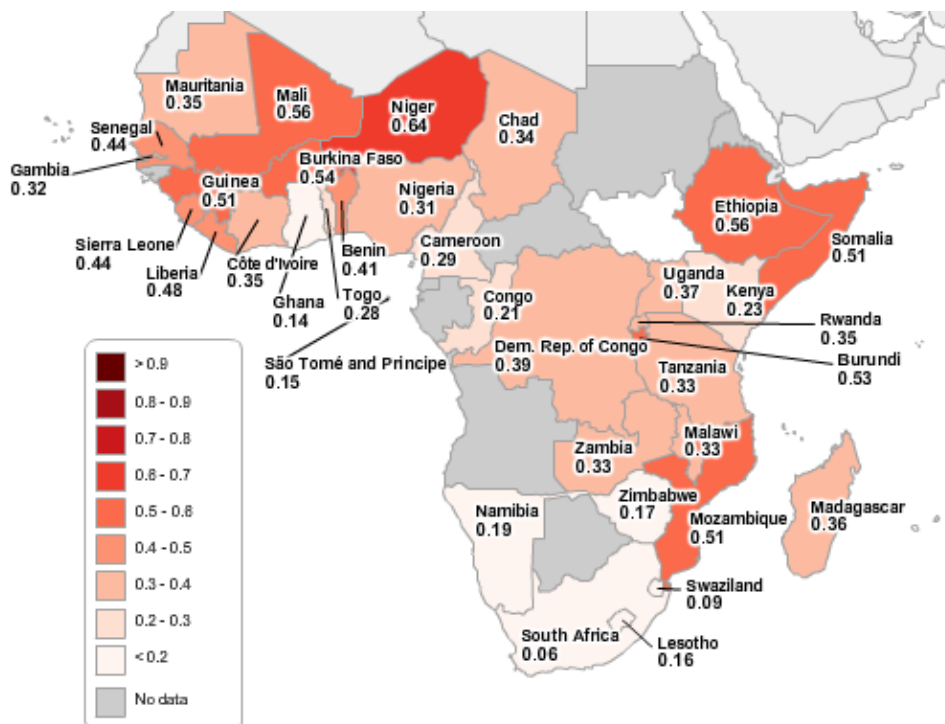 Mauritania
0.35
Mali
0.56
Niger
0.64
Chad
0.34
Senegal
0.44
Gambia
0.32
Guinea
0.51
Burkina Faso
0.54
Nigeria
0.31
Ethiopia
0.56
Somalia
0.51
Sierra Leone
0.44
Liberia
0.48
Côte d'Ivoire
0.35
Ghana
0.14
Togo
0.28
Benin
0.41
Cameroon
0.29
Congo
0.21
Uganda
0.37
Kenya
0.23
Rwanda
0.35
Burundi
0.53
São Tomé and Principe
0.15
Dem. Rep. of Congo
0.39
Tanzania
0.33
Zambia
0.33
Malawi
0.33
Namibia
0.19
Zimbabwe
0.17
Mozambique
0.51
Madagascar
0.36
Swaziland
0.09
South Africa
0.06
Lesotho
0.16
> 0.9
0.8 - 0.9
0.7 - 0.8
0.6 - 0.7
0.5 - 0.6
0.4 - 0.5
0.3 - 0.4
0.2 - 0.3
< 0.2
No data